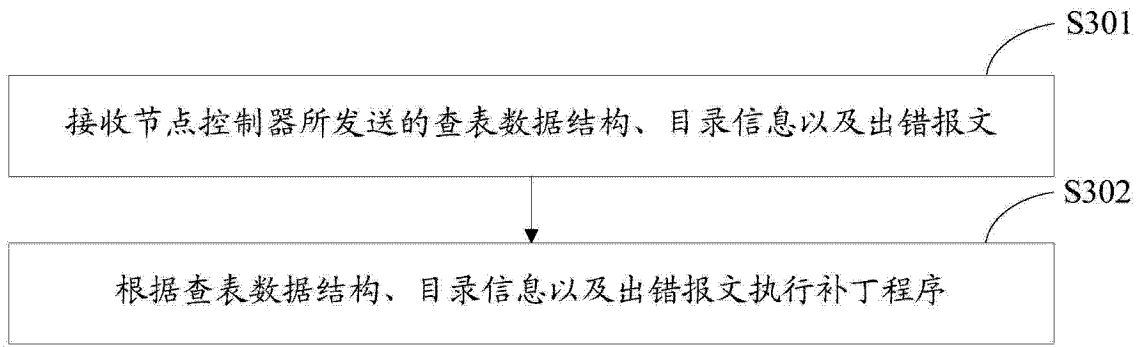 S301
接收节点控制器所发送的查表数据结构、目录信息以及出错报文
S302
根据查表数据结构、目录信息以及出错报文执行补丁程序